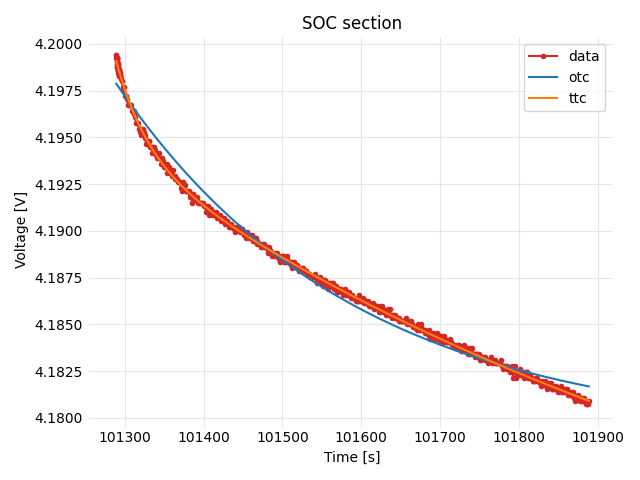 SOC section
4.2000
4.1975
4.1950
4.1925
4.1900
4.1875
4.1850
4.1825
4.1800
Voltage [V]
data
otc
ttc
101300 101400 101500 101600 101700 101800 101900
Time [s]